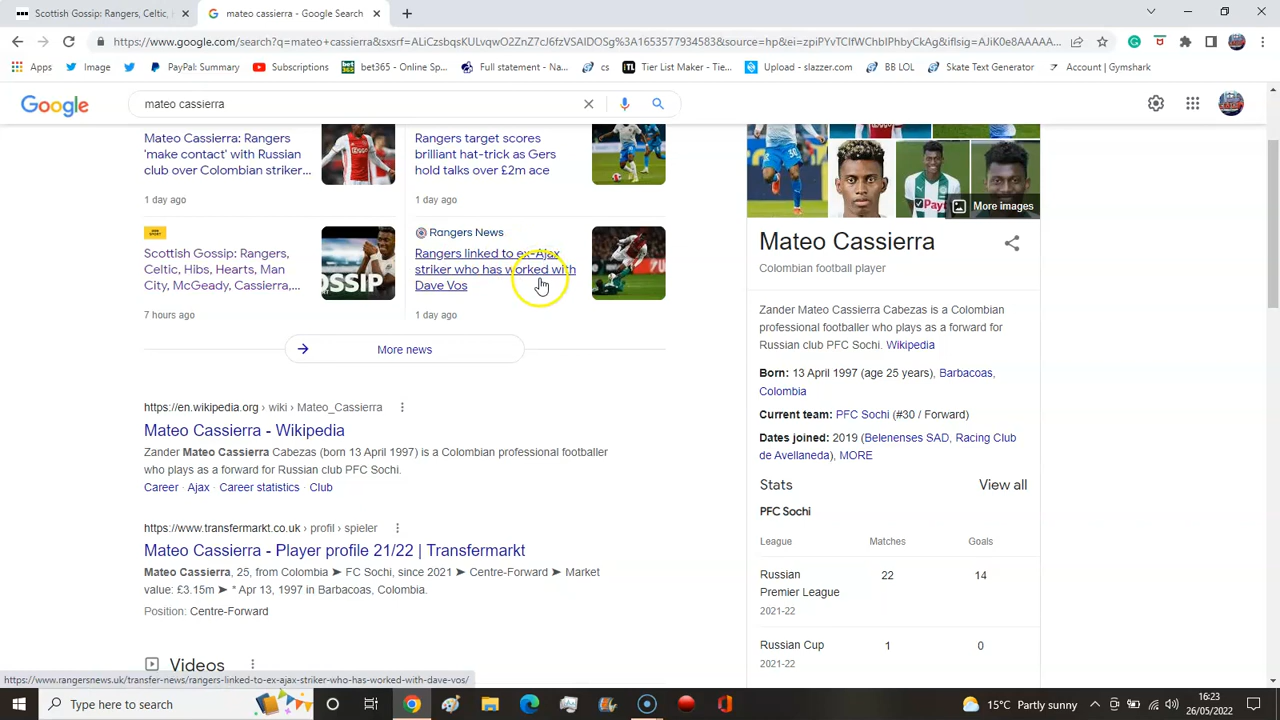 Scottish Gossip: Rangers, Celtic,
mateo cassierra - Google Search
https://www.google.com/search?q=mateo+cassierra&sxsrf=ALiCzsbqtKULvqwO2ZnZ7cJ6fzVSAlDOSg%3A1653577934583&source=hp&ei=zpiPYvTClfWChbIPhbyCkAg&iflsig=AJiK0e8AAAAA...
Apps
Image
PayPal: Summary
Subscriptions
bet365 - Online Sp...
Full statement - Na...
cs
Tier List Maker - Tie...
Upload - slazzer.com
BB LOL
Skate Text Generator
Account | Gymshark
Google
mateo cassierra
Mateo Cassierra: Rangers
'make contact' with Russian
club over Colombian striker...
1 day ago
Rangers target scores
brilliant hat-trick as Gers
hold talks over £2m ace
1 day ago
Scottish Gossip: Rangers,
Celtic, Hibs, Hearts, Man
City, McGeady, Cassierra,...
7 hours ago
GOSSIP
Rangers News
Rangers linked to ex-Ajax
striker who has worked with
Dave Vos
1 day ago
More news
https://en.wikipedia.org › wiki › Mateo_Cassierra
Mateo Cassierra - Wikipedia
Zander Mateo Cassierra Cabezas (born 13 April 1997) is a Colombian professional footballer
who plays as a forward for Russian club PFC Sochi.
Career · Ajax · Career statistics · Club
https://www.transfermarkt.co.uk › profil › spieler
Mateo Cassierra - Player profile 21/22 | Transfermarkt
Mateo Cassierra, 25, from Colombia ➤ FC Sochi, since 2021 ➤ Centre-Forward ➤ Market
value: £3.15m ➤ * Apr 13, 1997 in Barbacoas, Colombia.
Position: Centre-Forward
Videos
More images
Mateo Cassierra
Colombian football player
Zander Mateo Cassierra Cabezas is a Colombian
professional footballer who plays as a forward for
Russian club PFC Sochi. Wikipedia
Born: 13 April 1997 (age 25 years), Barbacoas,
Colombia
Current team: PFC Sochi (#30 / Forward)
Dates joined: 2019 (Belenenses SAD, Racing Club
de Avellaneda), MORE
Stats
View all
PFC Sochi
League Matches Goals
Russian
Premier League
2021-22
22 14
Russian Cup
2021-22
1 0
https://www.rangersnews.uk/transfer-news/rangers-linked-to-ex-ajax-striker-who-has-worked-with-dave-vos/
Type here to search
15°C Partly sunny
16:23
26/05/2022